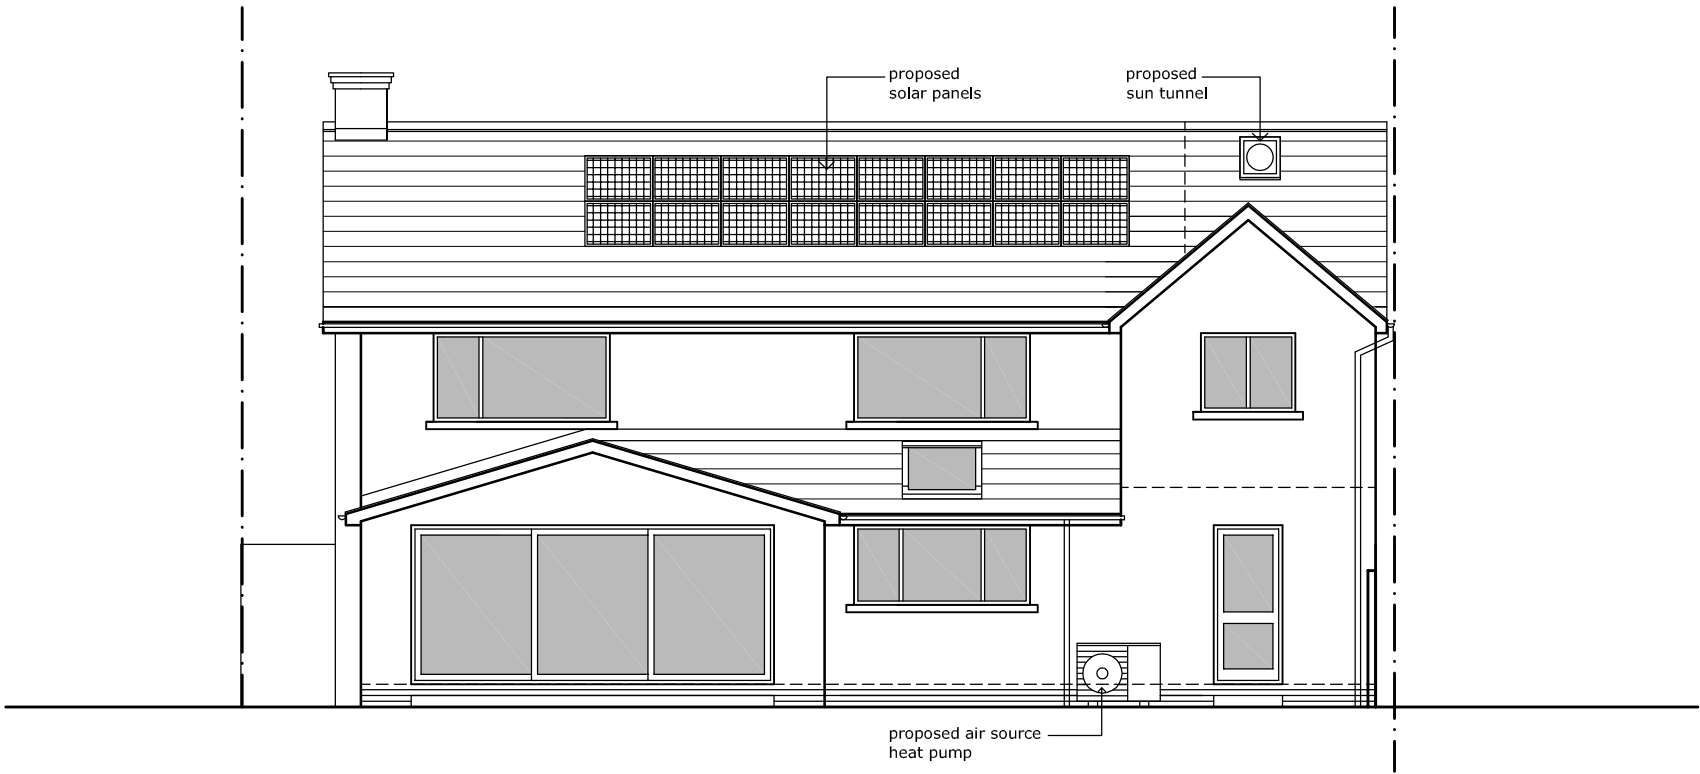 proposed
solar panels
proposed
sun tunnel
proposed air source
heat pump